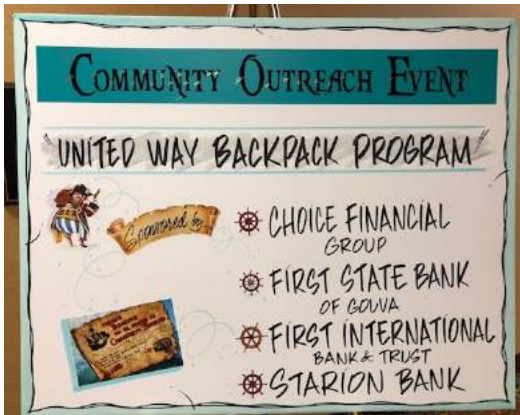 COMMUNITY OUTREACH EVENT
"UNITED WAY BACKPACK PROGRAM"
Sponsored by
CHOICE FINANCIAL
GROUP
FIRST STATE BANK
OF GOLVA
FIRST INTERNATIONAL
BANK & TRUST
STARION BANK